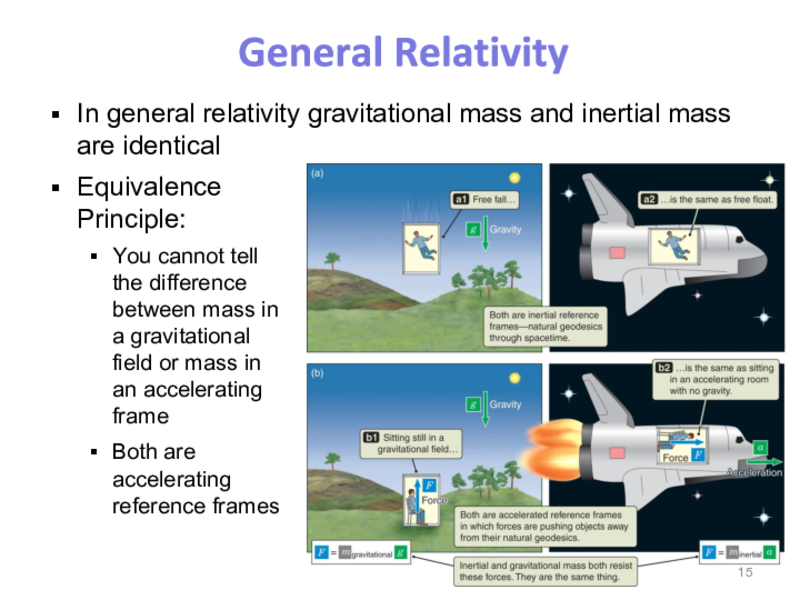 General Relativity
▪ In general relativity gravitational mass and inertial mass
are identical
▪ Equivalence
Principle:
▪ You cannot tell
the difference
between mass in
a gravitational
field or mass in
an accelerating
frame
▪ Both are
accelerating
reference frames
(a)
a1 Free fall…
g Gravity
a2 …is the same as free float.
Both are inertial reference
frames—natural geodesics
through spacetime.
(b)
g Gravity
b1 Sitting still in a
gravitational field…
F
Force
b2 …is the same as sitting
in an accelerating room
with no gravity.
Force F
a
Acceleration
Both are accelerated reference frames
in which forces are pushing objects away
from their natural geodesics.
F = m gravitational g
F = m inertial a
Inertial and gravitational mass both resist
these forces. They are the same thing.
15